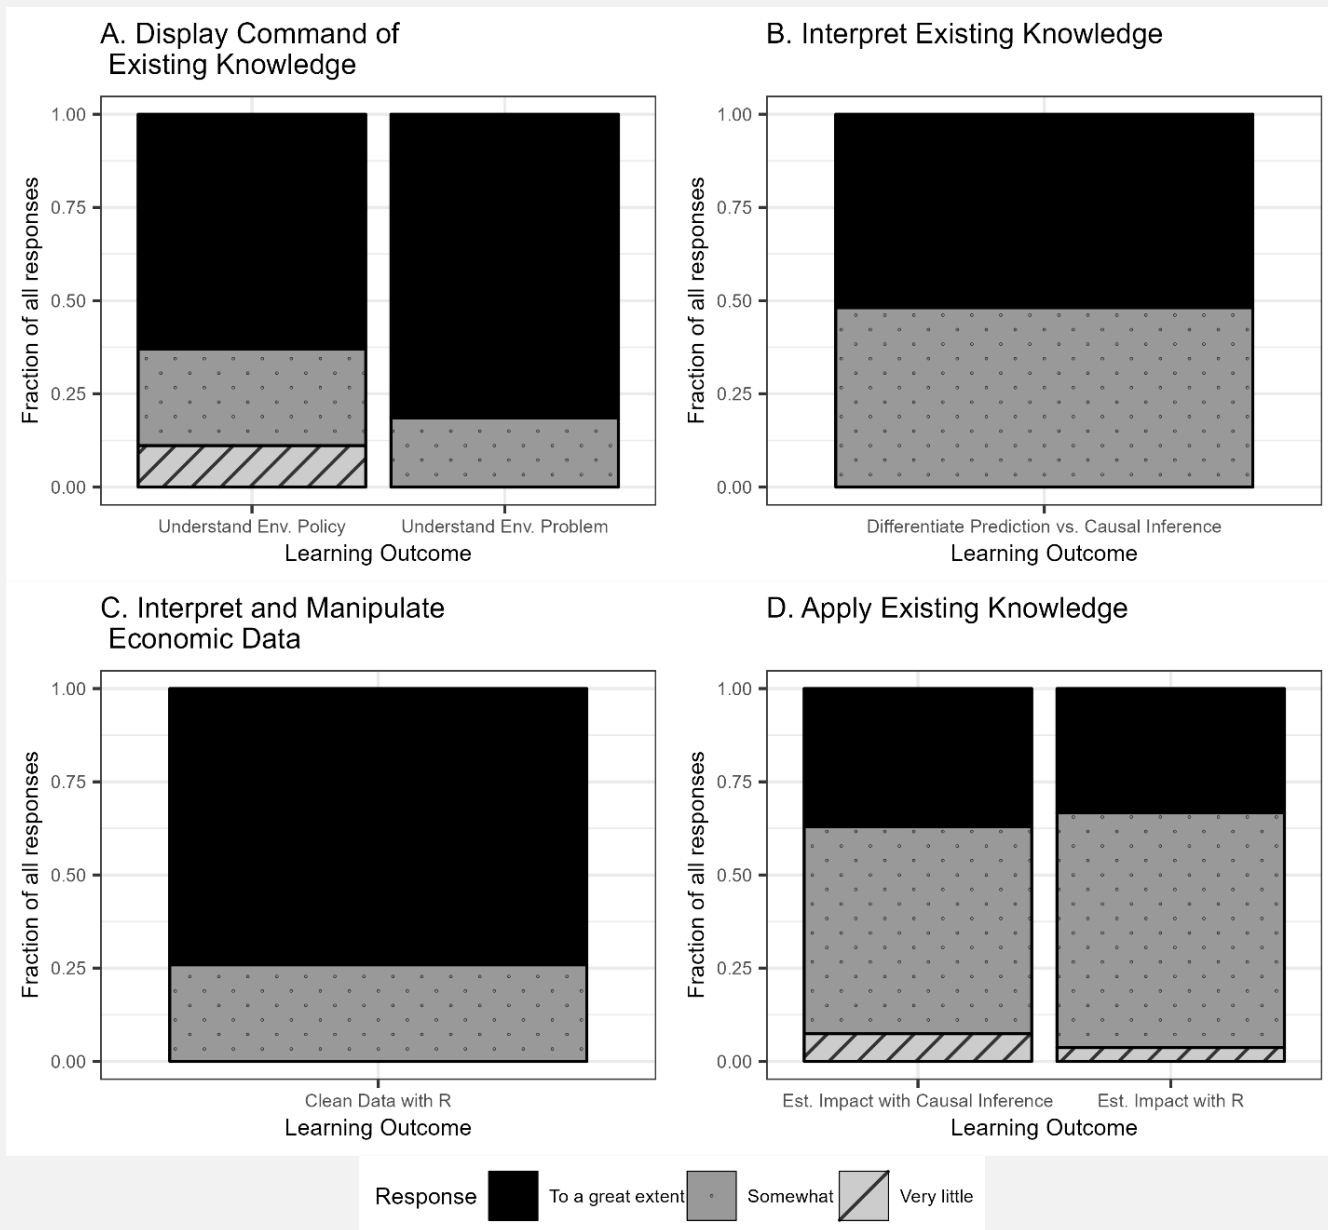 A. Display Command of
Existing Knowledge
Fraction of all responses
1.00
0.75
0.50
0.25
0.00
Understand Env. Policy
Understand Env. Problem
Learning Outcome
B. Interpret Existing Knowledge
Fraction of all responses
1.00
0.75
0.50
0.25
0.00
Differentiate Prediction vs. Causal Inference
Learning Outcome
C. Interpret and Manipulate
Economic Data
Fraction of all responses
1.00
0.75
0.50
0.25
0.00
Clean Data with R
Learning Outcome
D. Apply Existing Knowledge
Fraction of all responses
1.00
0.75
0.50
0.25
0.00
Est. Impact with Causal Inference
Est. Impact with R
Learning Outcome
Response
To a great extent
Somewhat
Very little